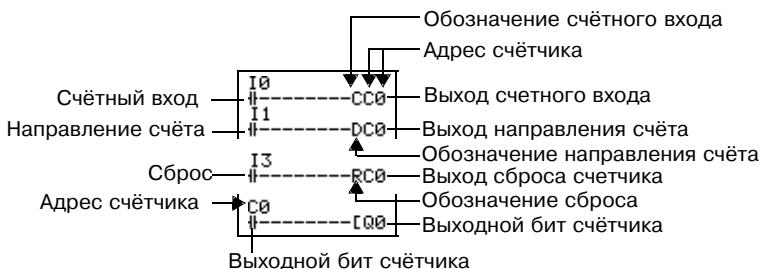 Обозначение счётного входа
Адрес счётчика
I0
Счётный вход
CC0
Выход счетного входа
I1
Направление счёта
DC0
Выход направления счёта
Обозначение направления счёта
I3
Сброс
RC0
Выход сброса счетчика
Адрес счётчика
C0
Обозначение сброса
[Q0
Выходной бит счётчика
Выходной бит счётчика